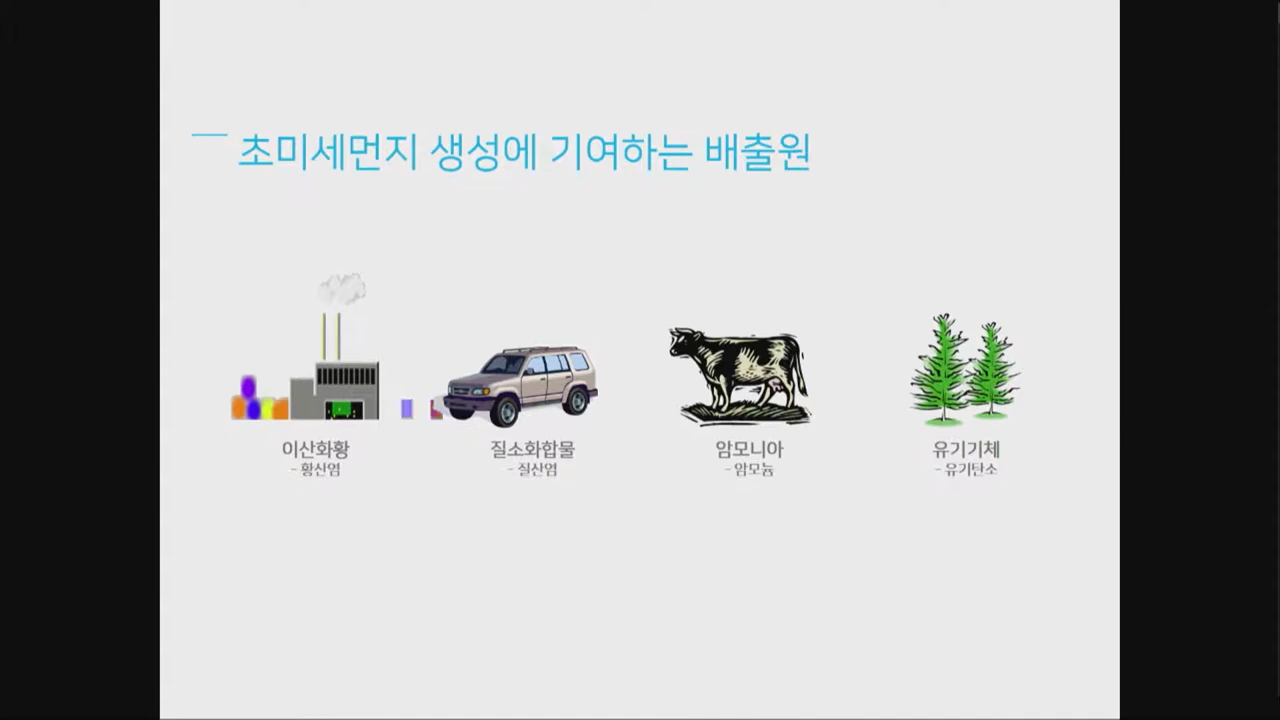 초미세먼지 생성에 기여하는 배출원
이산화황
- 황산염
질소화합물
- 질산염
암모니아
- 암모늄
유기기체
- 유기탄소